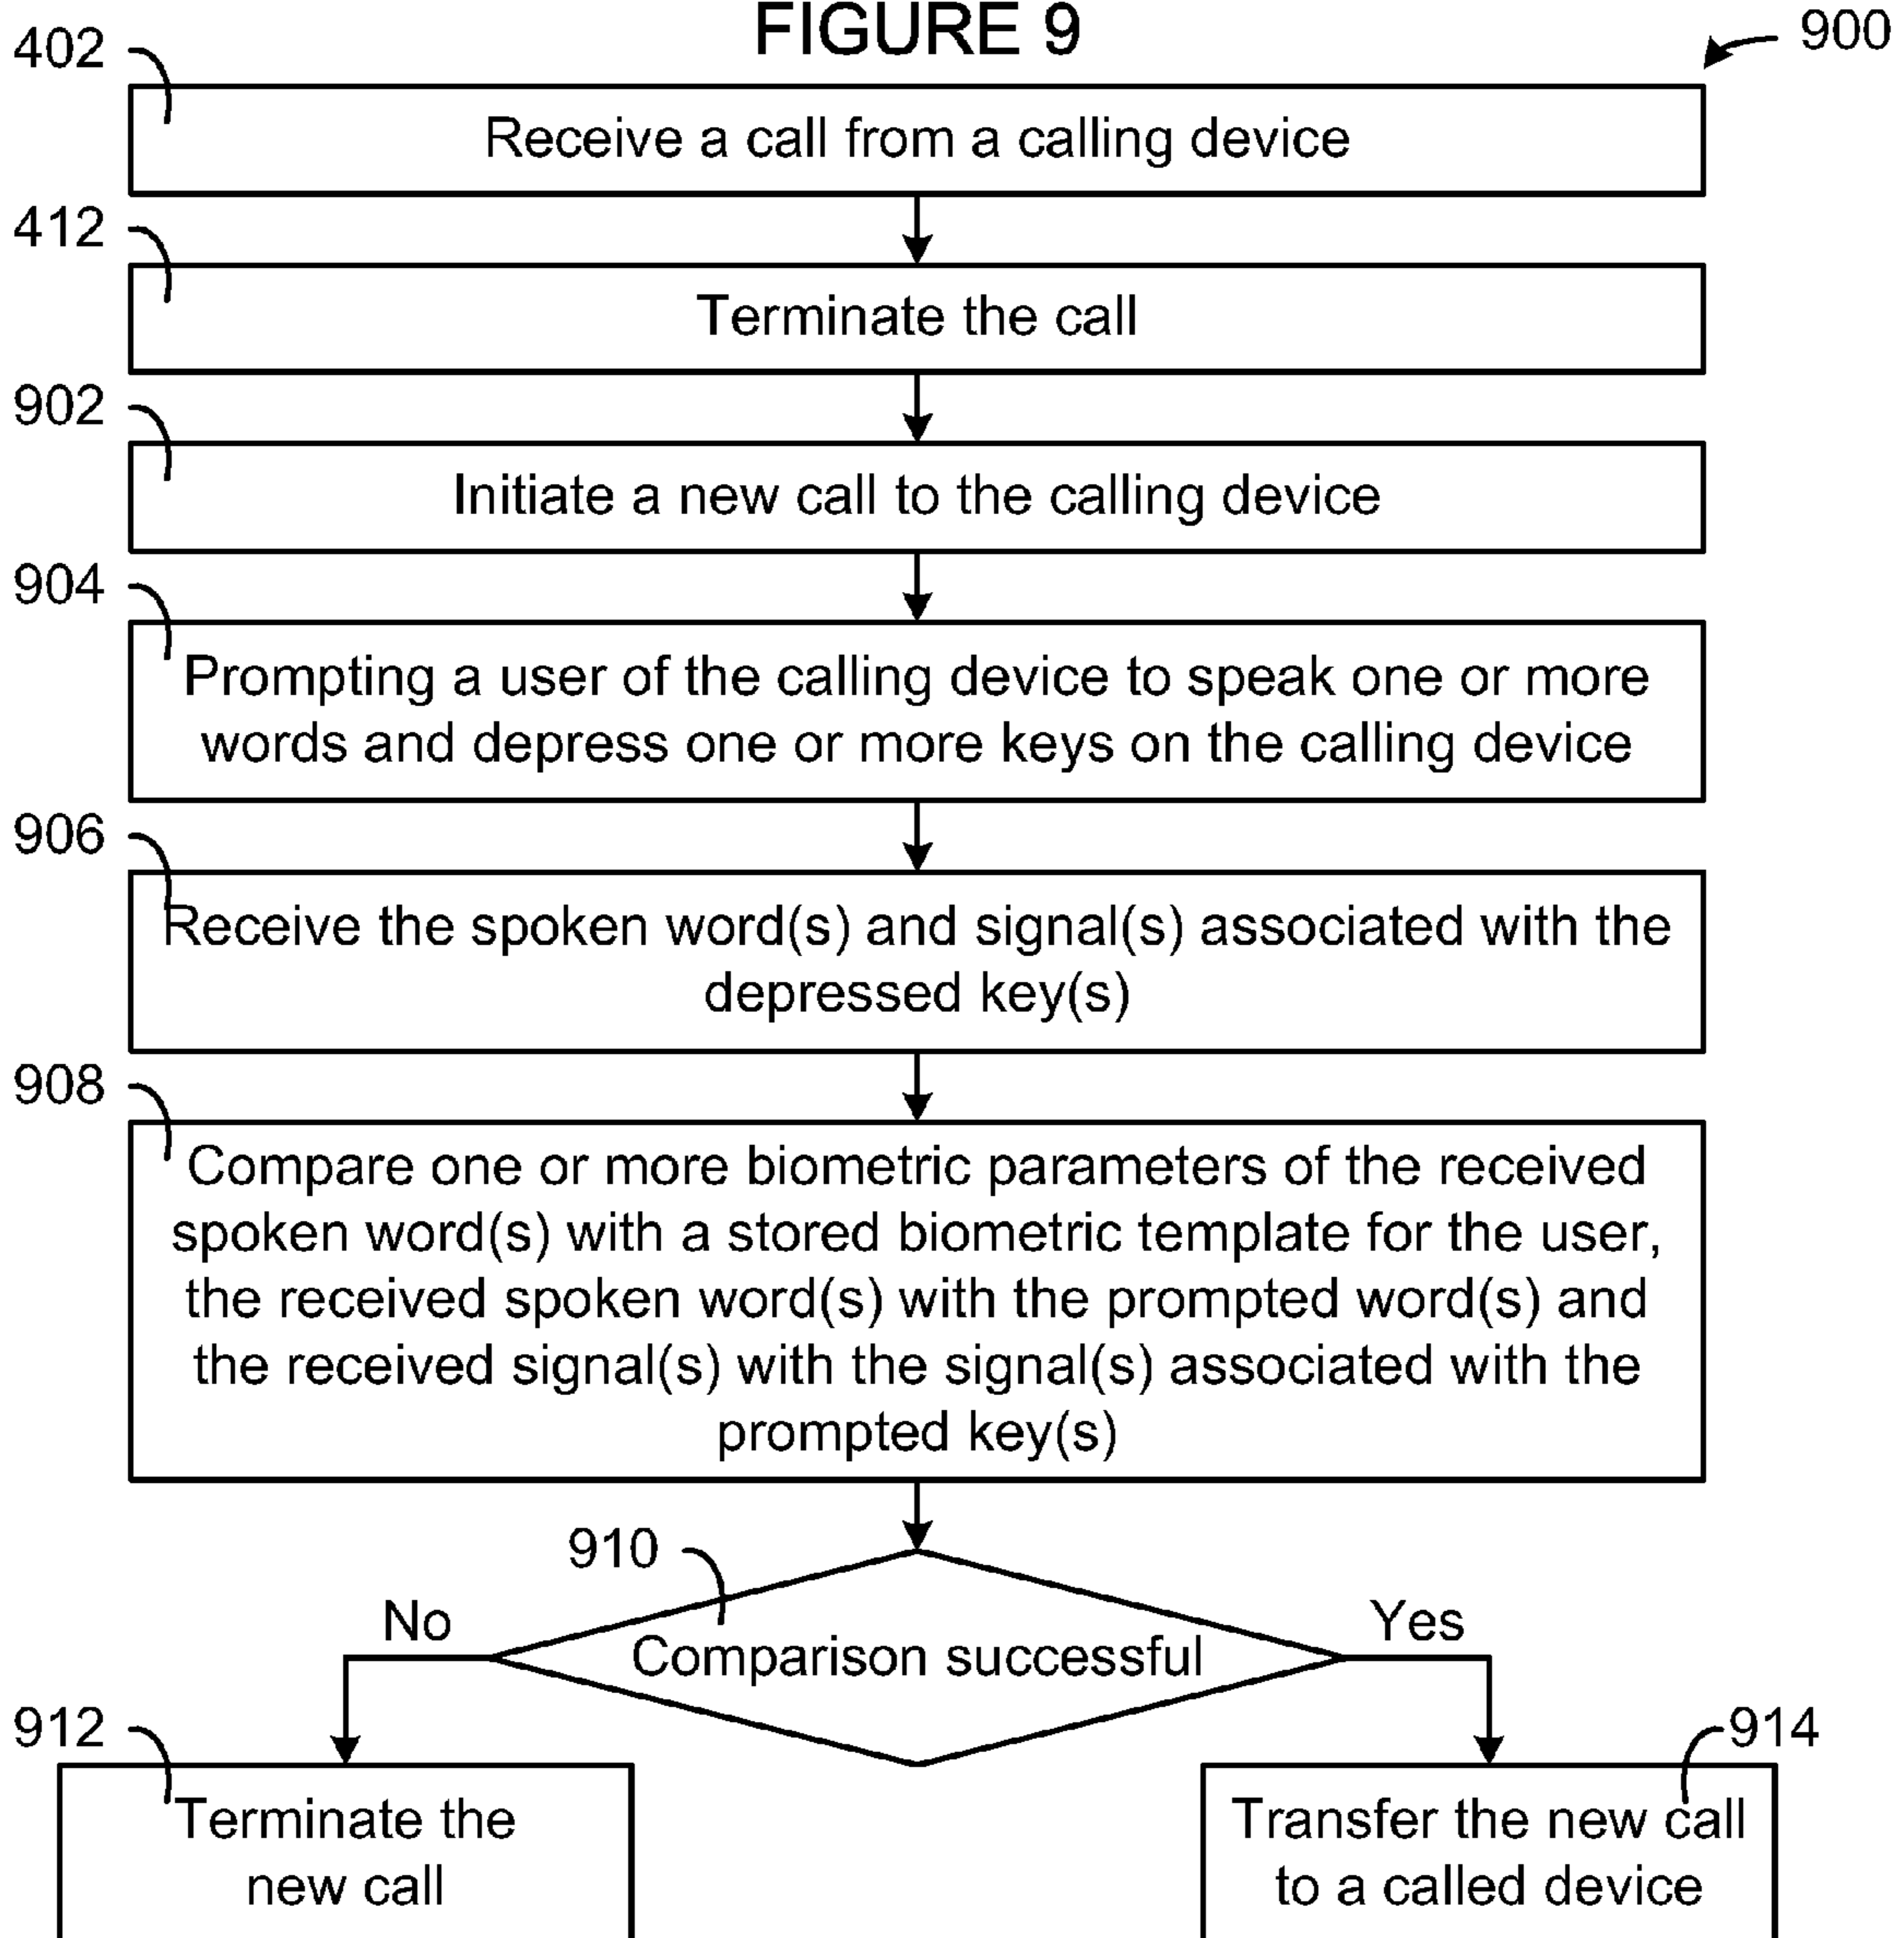 FIGURE 9
900
402
Receive a call from a calling device
412
Terminate the call
902
Initiate a new call to the calling device
904
Prompting a user of the calling device to speak one or more
words and depress one or more keys on the calling device
906
Receive the spoken word(s) and signal(s) associated with the
depressed key(s)
908
Compare one or more biometric parameters of the received
spoken word(s) with a stored biometric template for the user,
the received spoken word(s) with the prompted word(s) and
the received signal(s) with the signal(s) associated with the
prompted key(s)
910
No
Yes
Comparison successful
912
914
Terminate the
new call
Transfer the new call
to a called device